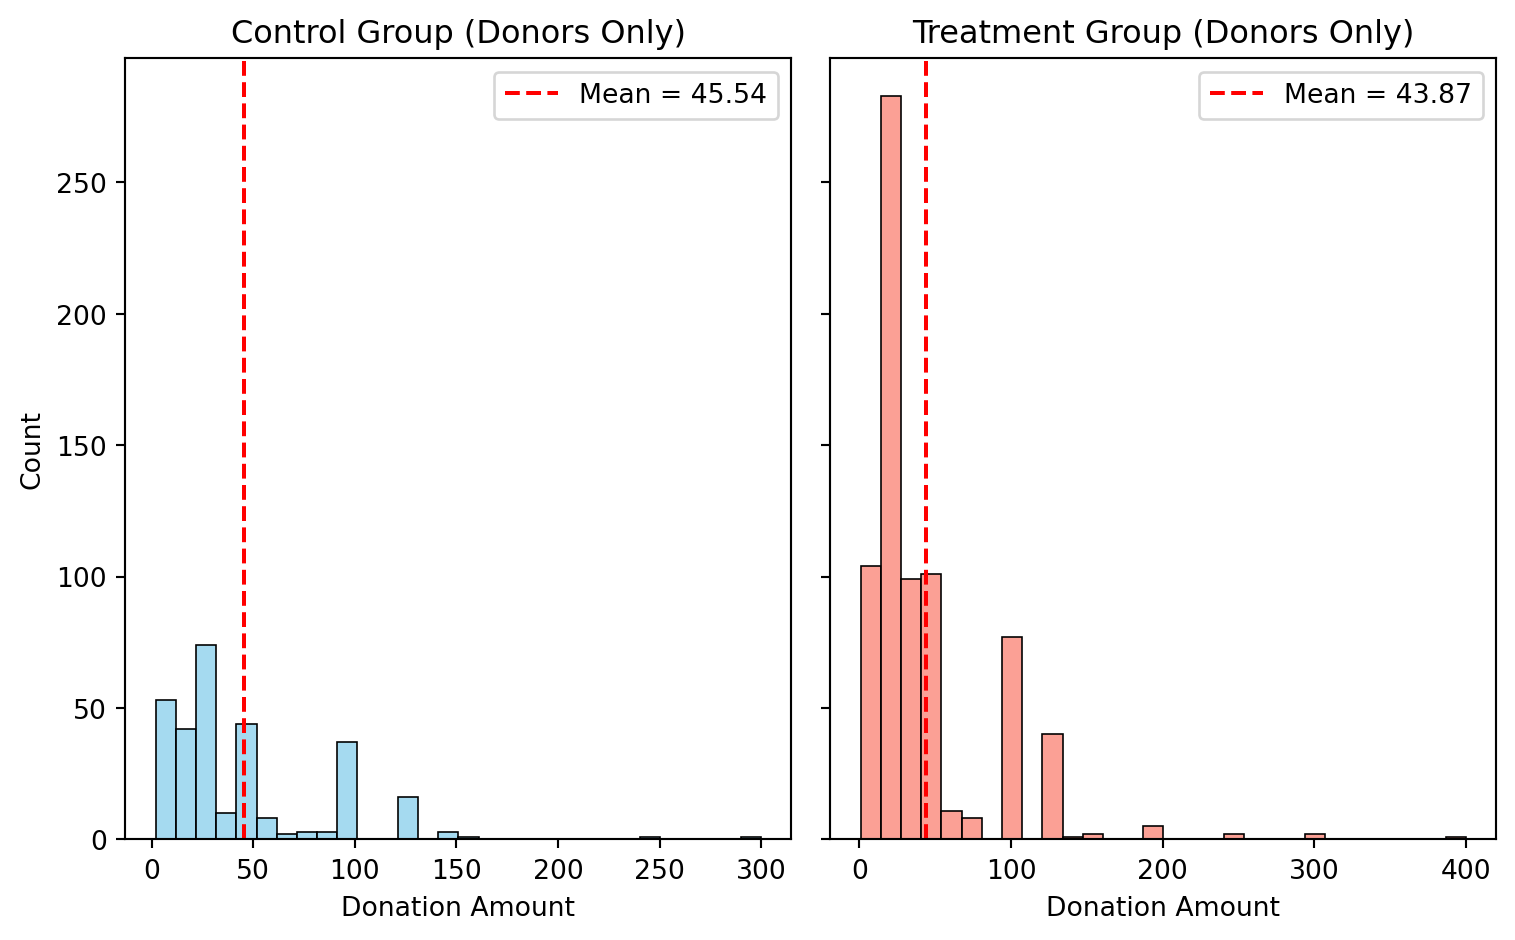 Control Group (Donors Only)
Mean = 45.54
Count
250
200
150
100
50
0
0 50 100 150 200 250 300
Donation Amount
Treatment Group (Donors Only)
Mean = 43.87
0 100 200 300 400
Donation Amount